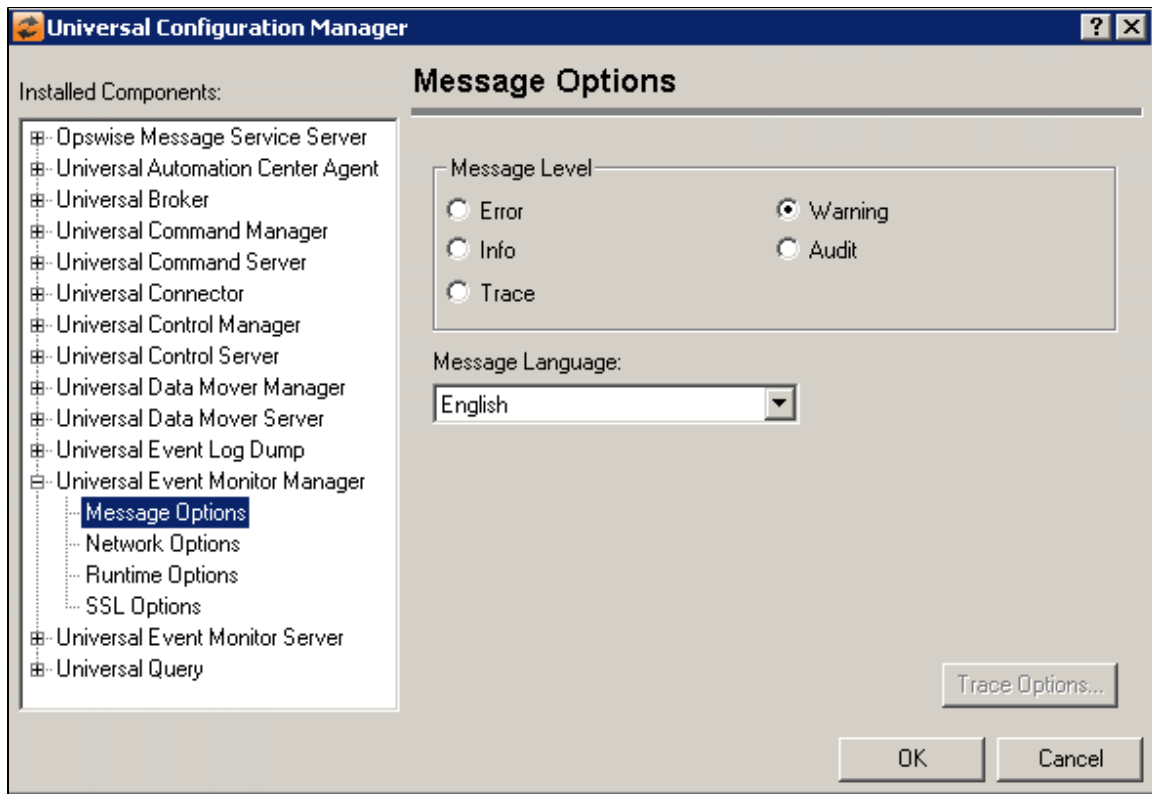 Universal Configuration Manager
Installed Components:
Opswise Message Service Server
Universal Automation Center Agent
Universal Broker
Universal Command Manager
Universal Command Server
Universal Connector
Universal Control Manager
Universal Control Server
Universal Data Mover Manager
Universal Data Mover Server
Universal Event Log Dump
Universal Event Monitor Manager
Message Options
Network Options
Runtime Options
SSL Options
Universal Event Monitor Server
Universal Query
Message Options
Message Level
Error
Warning
Info
Audit
Trace
Message Language:
English
Trace Options...
OK
Cancel